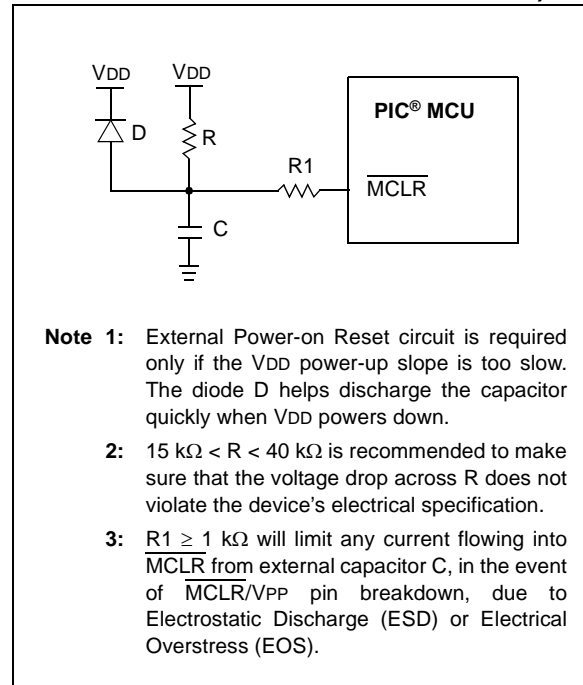 VDD VDD
D
R
PIC® MCU
R1
MCLR
C
Note 1: External Power-on Reset circuit is required
only if the VDD power-up slope is too slow.
The diode D helps discharge the capacitor
quickly when VDD powers down.
2: 15 kΩ < R < 40 kΩ is recommended to make
sure that the voltage drop across R does not
violate the device's electrical specification.
3: R1 ≥ 1 kΩ will limit any current flowing into
MCLR from external capacitor C, in the event
of MCLR/VPP pin breakdown, due to
Electrostatic Discharge (ESD) or Electrical
Overstress (EOS).